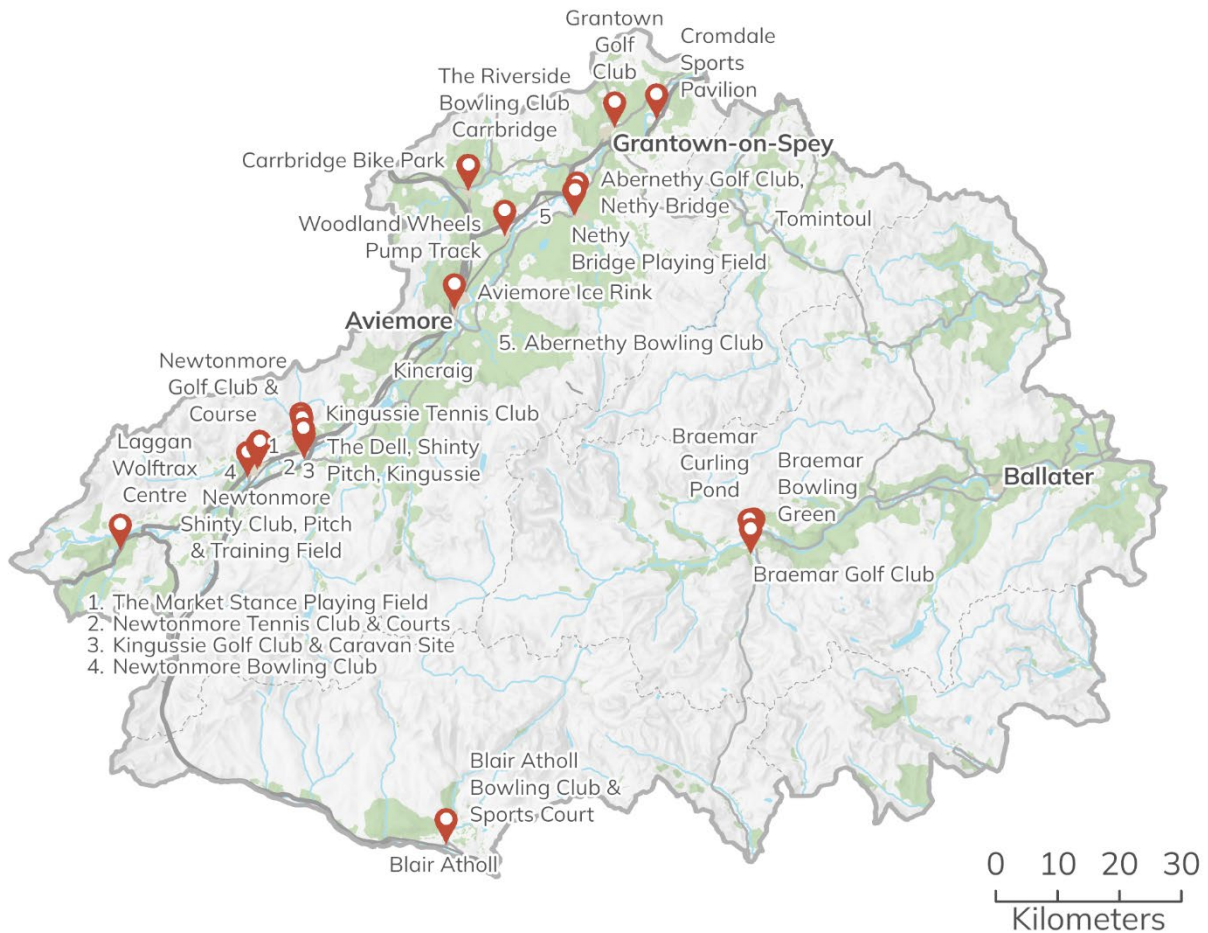 Grantown
Golf
Club
Cromdale
Sports
Pavilion
The Riverside
Bowling Club
Carrbridge
Grantown-on-Spey
Carrbridge Bike Park
Abernethy Golf Club,
Nethy Bridge
Woodland Wheels
Pump Track
5
Tomintoul
Nethy
Bridge Playing Field
Aviemore Ice Rink
Aviemore
5. Abernethy Bowling Club
Kincraig
Newtonmore
Golf Club &
Course
Kingussie Tennis Club
1
The Dell, Shinty
Pitch, Kingussie
2
3
4
Laggan
Wolftrax
Centre
Newtonmore
Shinty Club, Pitch
& Training Field
Braemar
Curling
Pond
Braemar
Bowling
Green
Ballater
Braemar Golf Club
1. The Market Stance Playing Field
2. Newtonmore Tennis Club & Courts
3. Kingussie Golf Club & Caravan Site
4. Newtonmore Bowling Club
Blair Atholl
Bowling Club &
Sports Court
Blair Atholl
0 10 20 30
Kilometers